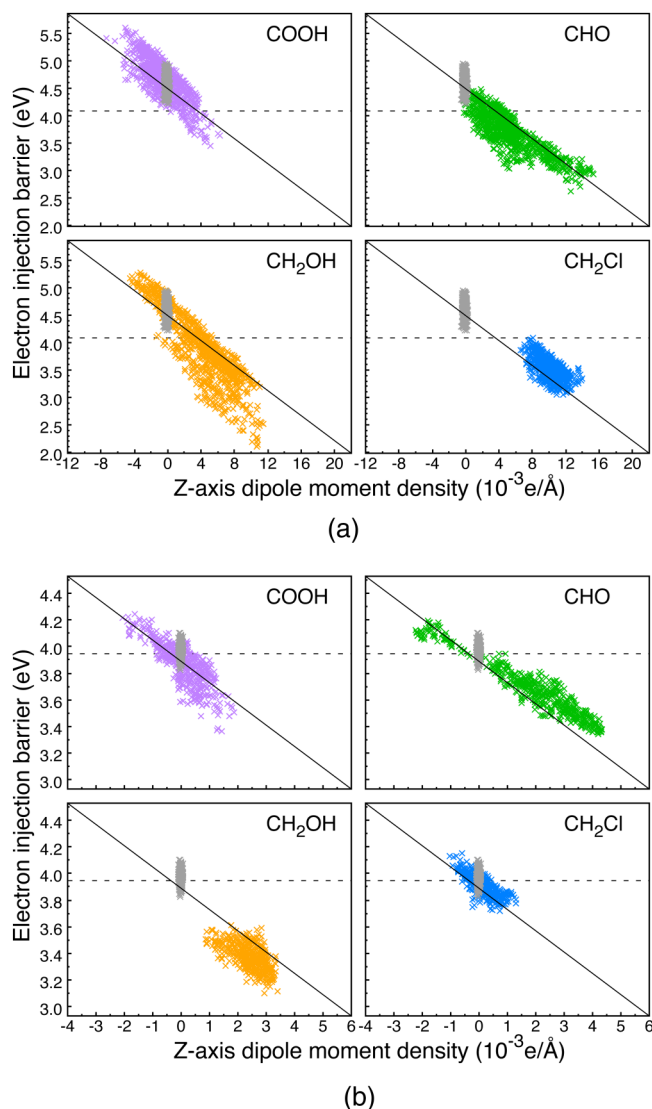 COOH
CHO
5.5
5.0
4.5
4.0
3.5
3.0
2.5
2.0
CH₂OH
CH₂Cl
5.5
5.0
4.5
4.0
3.5
3.0
2.5
2.0
Electron injection barrier (eV)
-12 -8 -4 0 4 8 12 16 20
-12 -8 -4 0 4 8 12 16 20
Z-axis dipole moment density (10⁻³e/Å)
(a)
COOH
CHO
4.4
4.2
4.0
3.8
3.6
3.4
3.2
3.0
CH₂OH
CH₂Cl
4.4
4.2
4.0
3.8
3.6
3.4
3.2
3.0
Electron injection barrier (eV)
-4 -3 -2 -1 0 1 2 3 4 5 6
-4 -3 -2 -1 0 1 2 3 4 5 6
Z-axis dipole moment density (10⁻³e/Å)
(b)